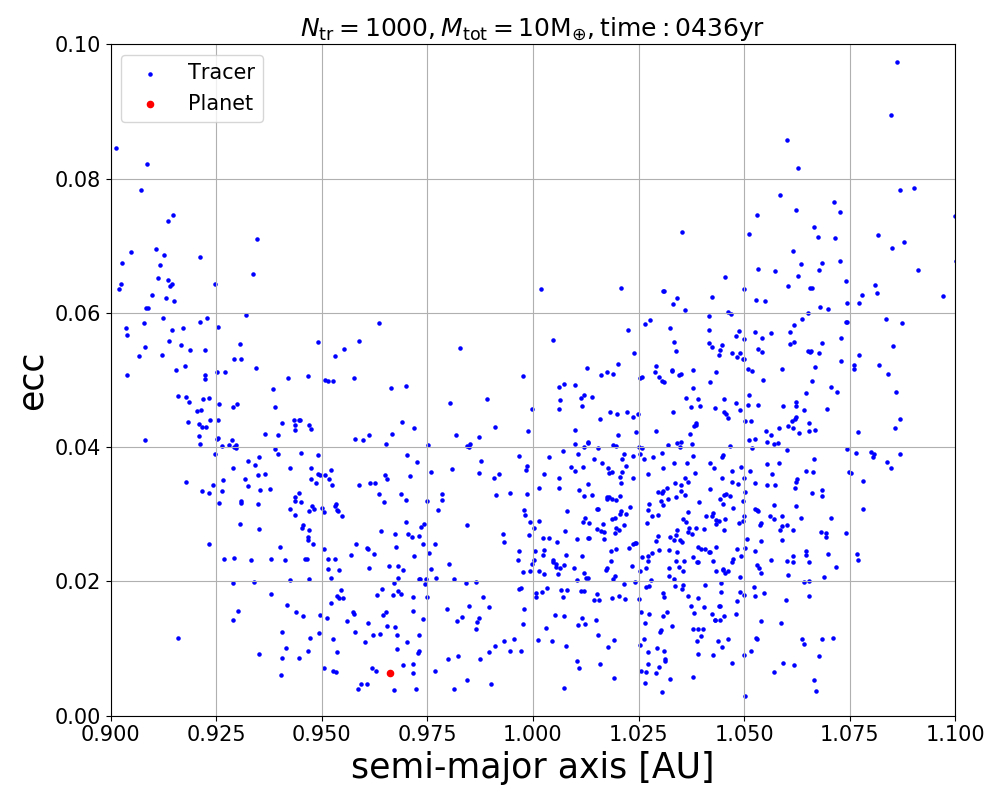 N_tr = 1000, M_tot = 10M_⊕, time : 0436yr
Tracer
Planet
ecc
0.10
0.08
0.06
0.04
0.02
0.00
0.900 0.925 0.950 0.975 1.000 1.025 1.050 1.075 1.100
semi-major axis [AU]